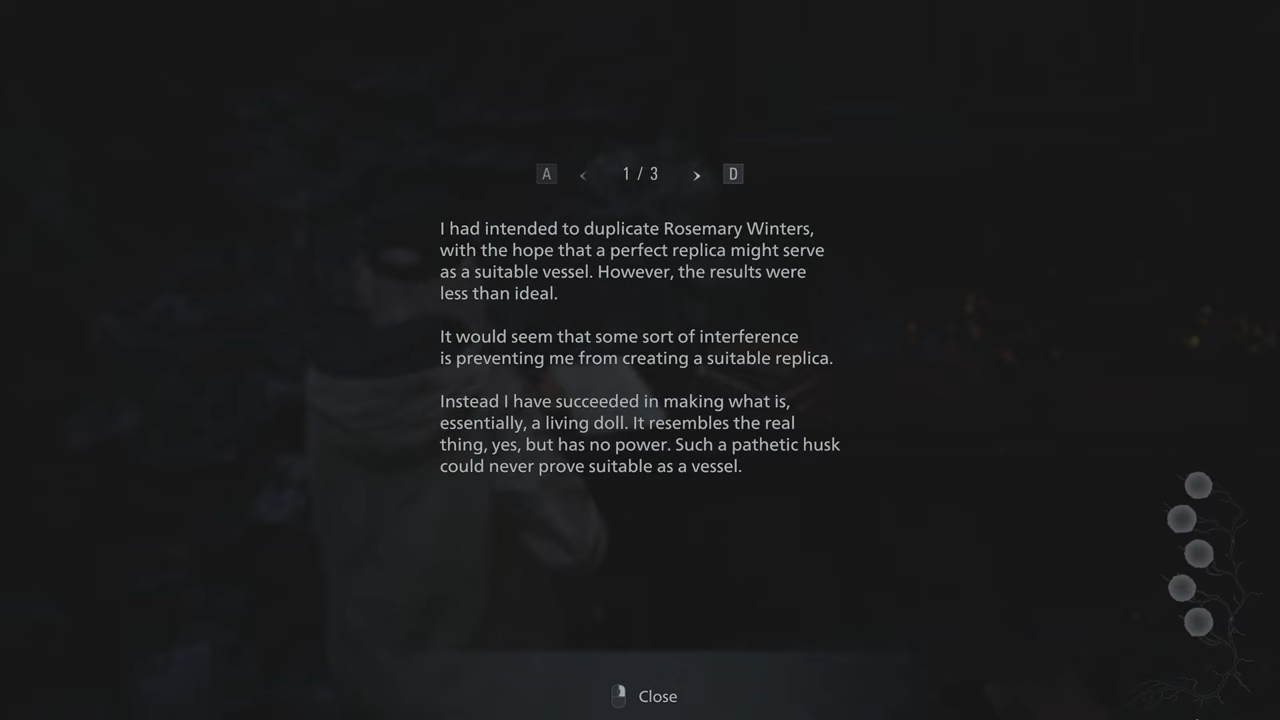 A < 1 / 3 > D
I had intended to duplicate Rosemary Winters,
with the hope that a perfect replica might serve
as a suitable vessel. However, the results were
less than ideal.
It would seem that some sort of interference
is preventing me from creating a suitable replica.
Instead I have succeeded in making what is,
essentially, a living doll. It resembles the real
thing, yes, but has no power. Such a pathetic husk
could never prove suitable as a vessel.
Close